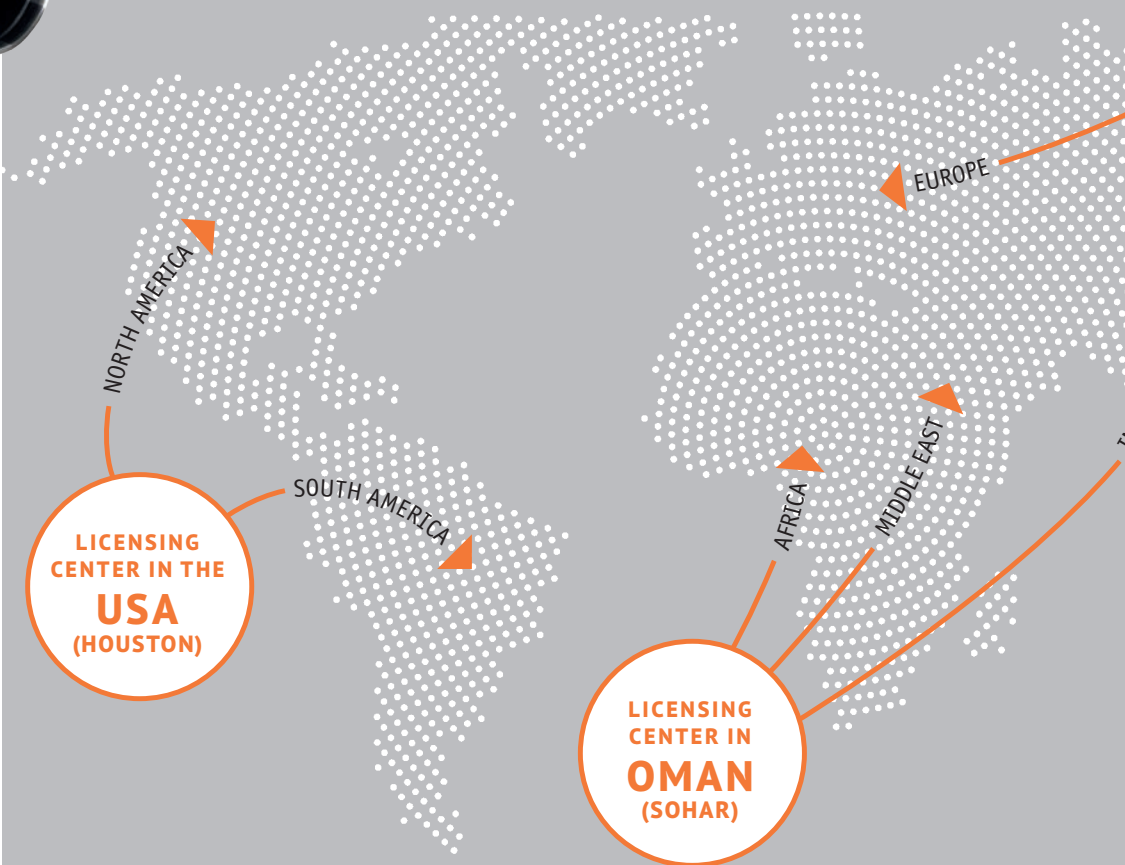 EUROPE
NORTH AMERICA
SOUTH AMERICA
AFRICA
MIDDLE EAST
LICENSING
CENTER IN THE
USA
(HOUSTON)
LICENSING
CENTER IN
OMAN
(SOHAR)